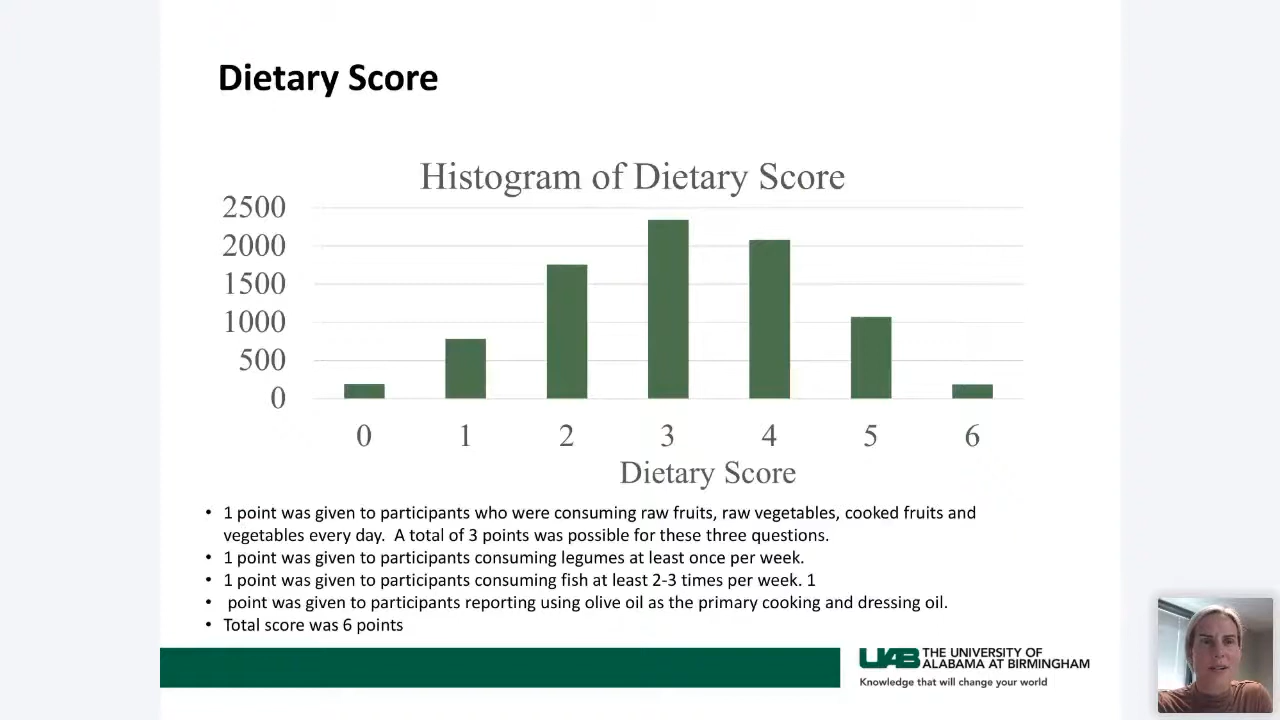 Dietary Score
Histogram of Dietary Score
2500
2000
1500
1000
500
0
0 1 2 3 4 5 6
Dietary Score
• 1 point was given to participants who were consuming raw fruits, raw vegetables, cooked fruits and
vegetables every day. A total of 3 points was possible for these three questions.
• 1 point was given to participants consuming legumes at least once per week.
• 1 point was given to participants consuming fish at least 2-3 times per week. 1
• point was given to participants reporting using olive oil as the primary cooking and dressing oil.
• Total score was 6 points
UAB THE UNIVERSITY OF
ALABAMA AT BIRMINGHAM
Knowledge that will change your world